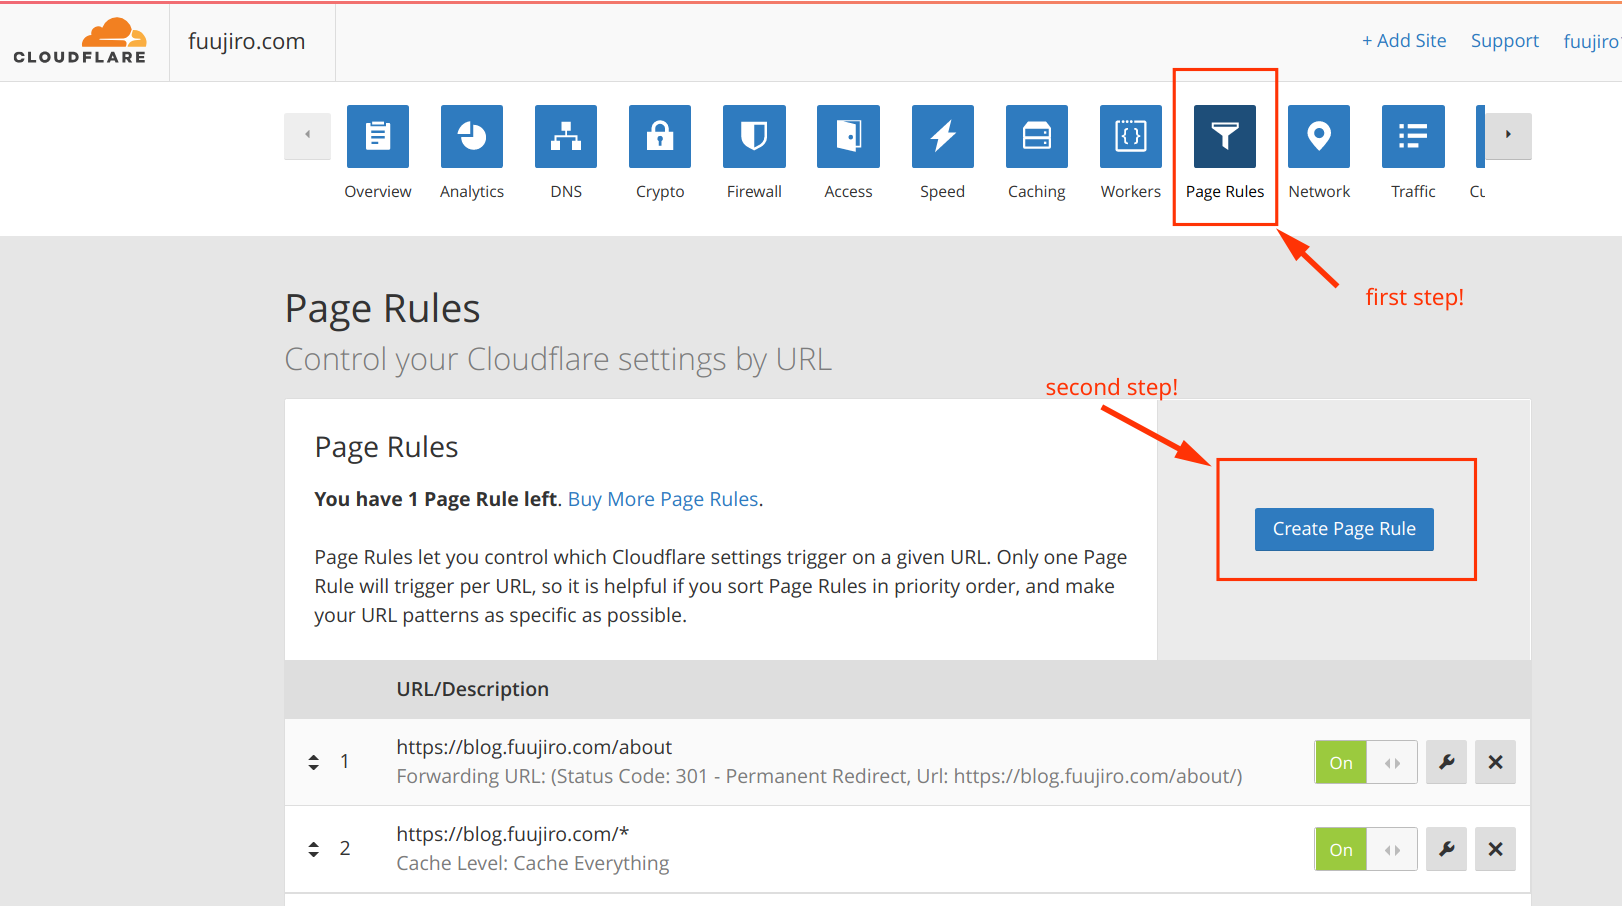 CLOUDFLARE
fuujiro.com
+ Add Site
Support
fuujiro
Overview
Analytics
DNS
Crypto
Firewall
Access
Speed
Caching
Workers
Page Rules
Network
Traffic
first step!
Page Rules
Control your Cloudflare settings by URL
second step!
Page Rules
You have 1 Page Rule left. Buy More Page Rules.
Create Page Rule
Page Rules let you control which Cloudflare settings trigger on a given URL. Only one Page
Rule will trigger per URL, so it is helpful if you sort Page Rules in priority order, and make
your URL patterns as specific as possible.
URL/Description
1
https://blog.fuujiro.com/about
Forwarding URL: (Status Code: 301 - Permanent Redirect, Url: https://blog.fuujiro.com/about/)
On
2
https://blog.fuujiro.com/*
Cache Level: Cache Everything
On